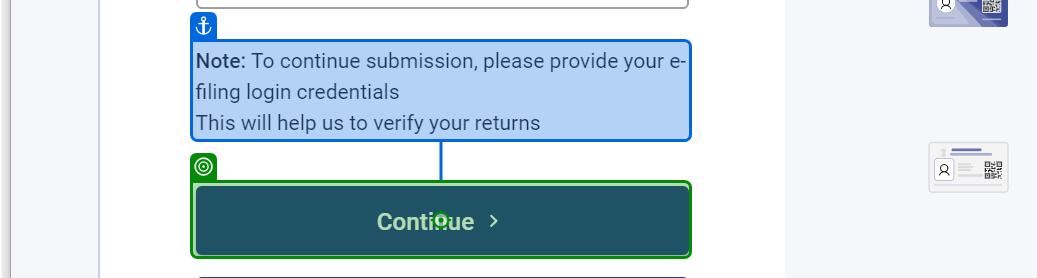 Note: To continue submission, please provide your e-
filing login credentials
This will help us to verify your returns
Continue